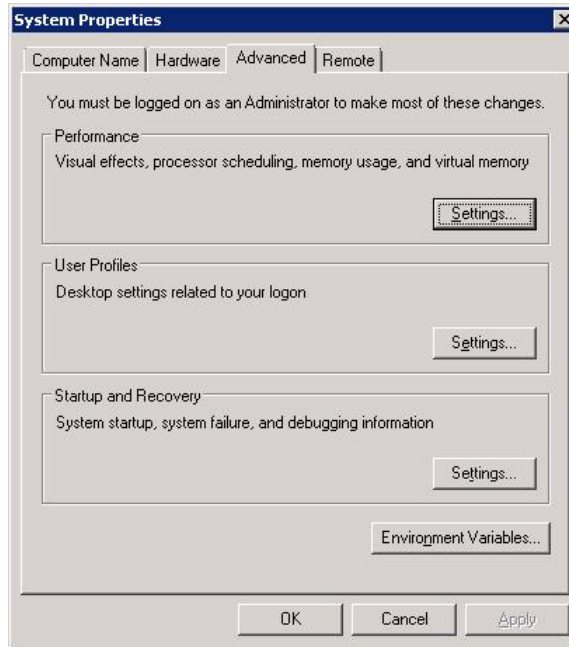 System Properties
Computer Name Hardware Advanced Remote
You must be logged on as an Administrator to make most of these changes.
Performance
Visual effects, processor scheduling, memory usage, and virtual memory
Settings...
User Profiles
Desktop settings related to your logon
Settings...
Startup and Recovery
System startup, system failure, and debugging information
Settings...
Environment Variables...
OK Cancel Apply